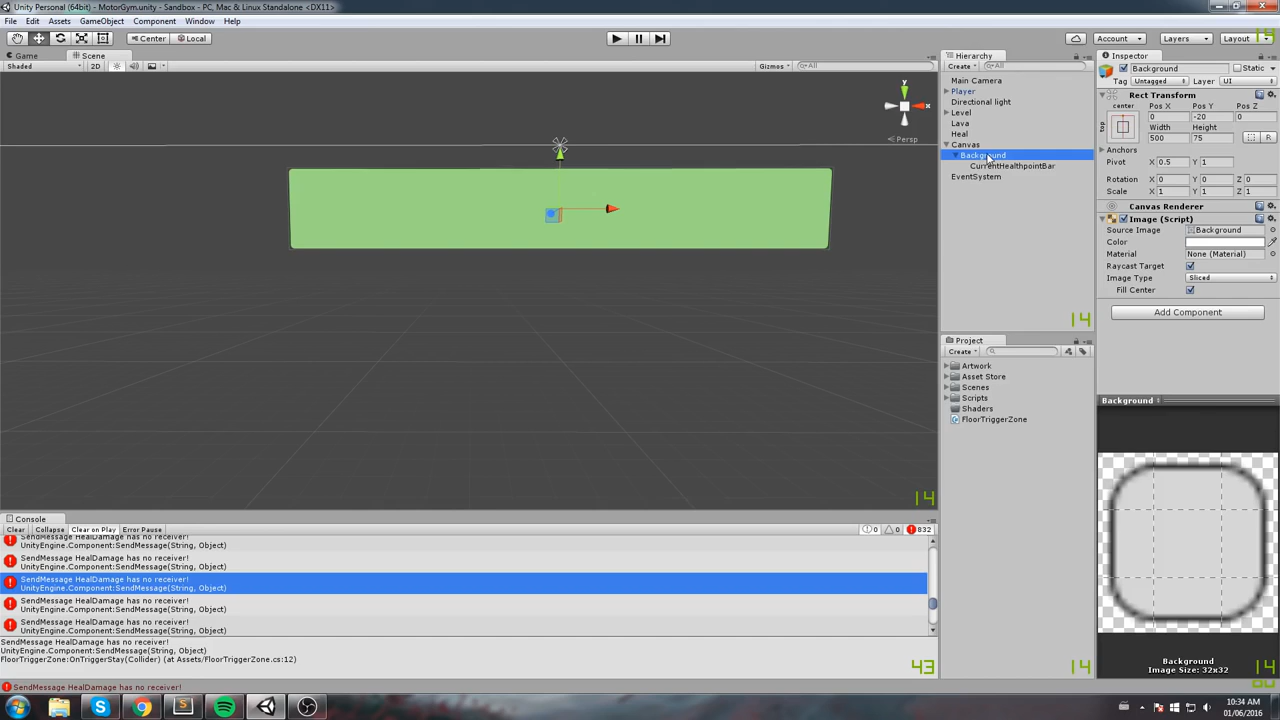 Unity Personal (64bit) - MotorGym.unity - Sandbox - PC, Mac & Linux Standalone <DX11>
File Edit Assets GameObject Component Window Help
14
Center Local Account Layers Layout
Game Scene Hierarchy Inspector
Shaded 2D Gizmos All Create All Background Static
Tag Untagged Layer UI
Main Camera
Player
Directional light
Level
Lava
Heal
Canvas
Background
CurrentHealthpointBar
EventSystem
y
x
Persp
Rect Transform
center Pos X Pos Y Pos Z
top 0 -20 0
Width Height
500 75 R
Anchors
Pivot X 0.5 Y 1
Rotation X 0 Y 0 Z 0
Scale X 1 Y 1 Z 1
Canvas Renderer
Image (Script)
Source Image Background
Color
Material None (Material)
Raycast Target
Image Type Sliced
Fill Center
Add Component
14
Project
Create
Artwork
Asset Store
Scenes
Scripts
Shaders
FloorTriggerZone
14
Console
Clear Collapse Clear on Play Error Pause 0 0 832
SendMessage HealDamage has no receiver!
UnityEngine.Component:SendMessage(String, Object)
SendMessage HealDamage has no receiver!
UnityEngine.Component:SendMessage(String, Object)
SendMessage HealDamage has no receiver!
UnityEngine.Component:SendMessage(String, Object)
SendMessage HealDamage has no receiver!
UnityEngine.Component:SendMessage(String, Object)
SendMessage HealDamage has no receiver!
UnityEngine.Component:SendMessage(String, Object)
SendMessage HealDamage has no receiver!
UnityEngine.Component:SendMessage(String, Object)
FloorTriggerZone:OnTriggerStay(Collider) (at Assets/FloorTriggerZone.cs:12)
43
14
Background
Background
Image Size: 32x32
14
SendMessage HealDamage has no receiver!
10:34 AM
01/06/2016